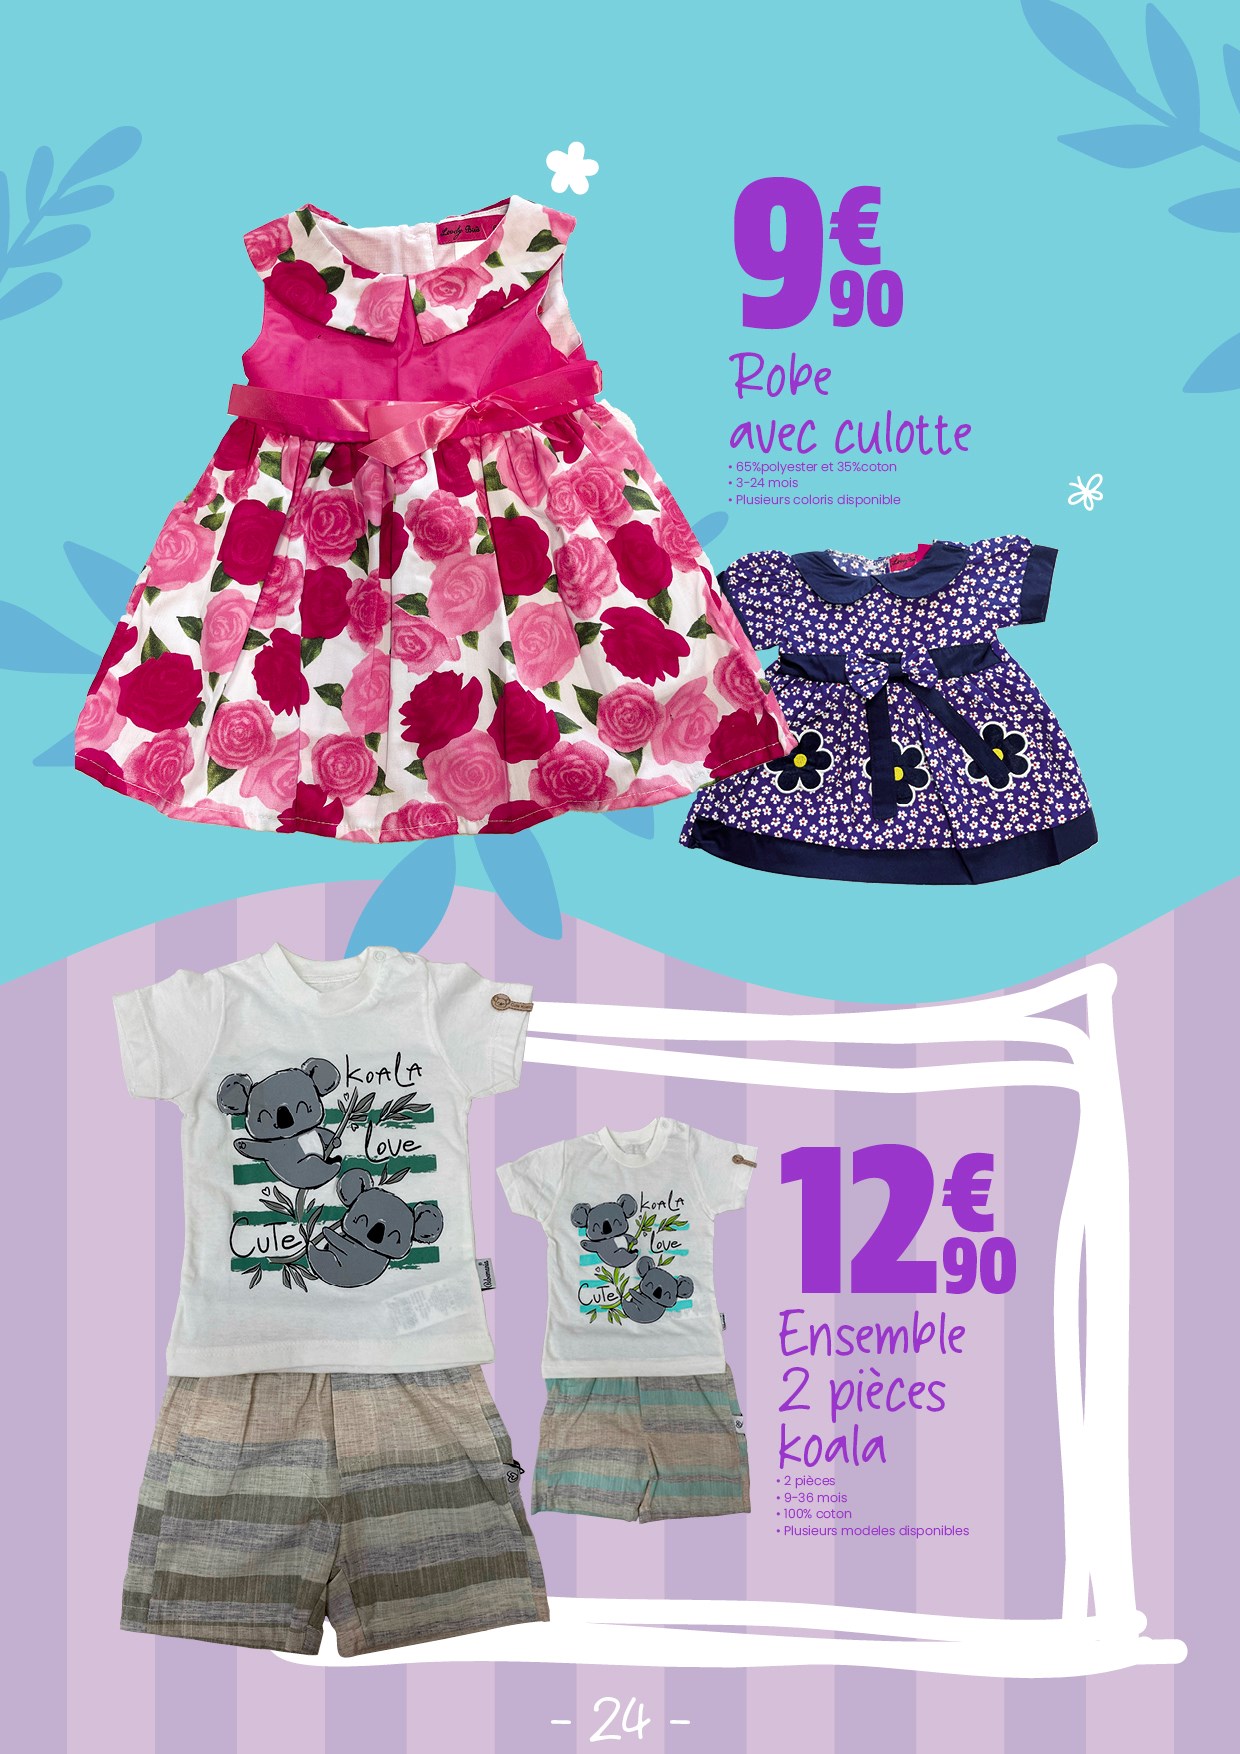 9€
90
Robe
avec culotte
• 65%polyester et 35%coton
• 3-24 mois
• Plusieurs coloris disponible
KOALA
LOVE
CUTE
KOALA
LOVE
CUTE
12€
90
Ensemble
2 pièces
koala
• 2 pièces
• 9-36 mois
• 100% coton
• Plusieurs modeles disponibles
- 24 -